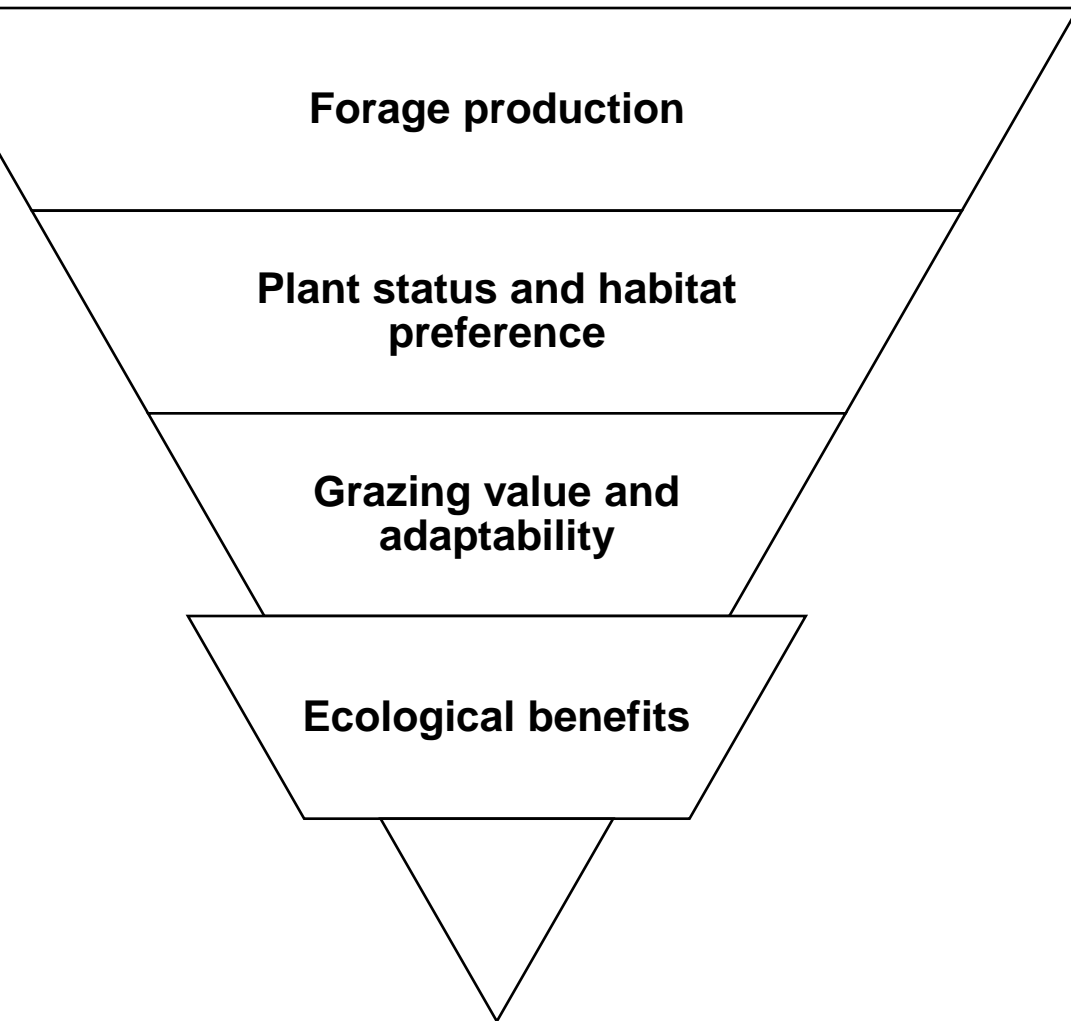 Forage production
Plant status and habitat
preference
Grazing value and
adaptability
Ecological benefits